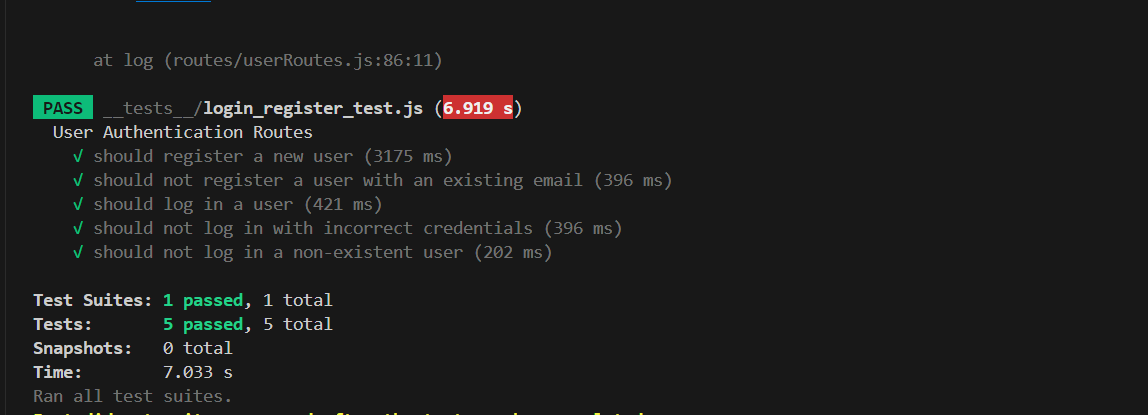 at log (routes/userRoutes.js:86:11)
PASS __tests__/login_register_test.js (6.919 s)
User Authentication Routes
√ should register a new user (3175 ms)
√ should not register a user with an existing email (396 ms)
√ should log in a user (421 ms)
√ should not log in with incorrect credentials (396 ms)
√ should not log in a non-existent user (202 ms)
Test Suites: 1 passed, 1 total
Tests: 5 passed, 5 total
Snapshots: 0 total
Time: 7.033 s
Ran all test suites.